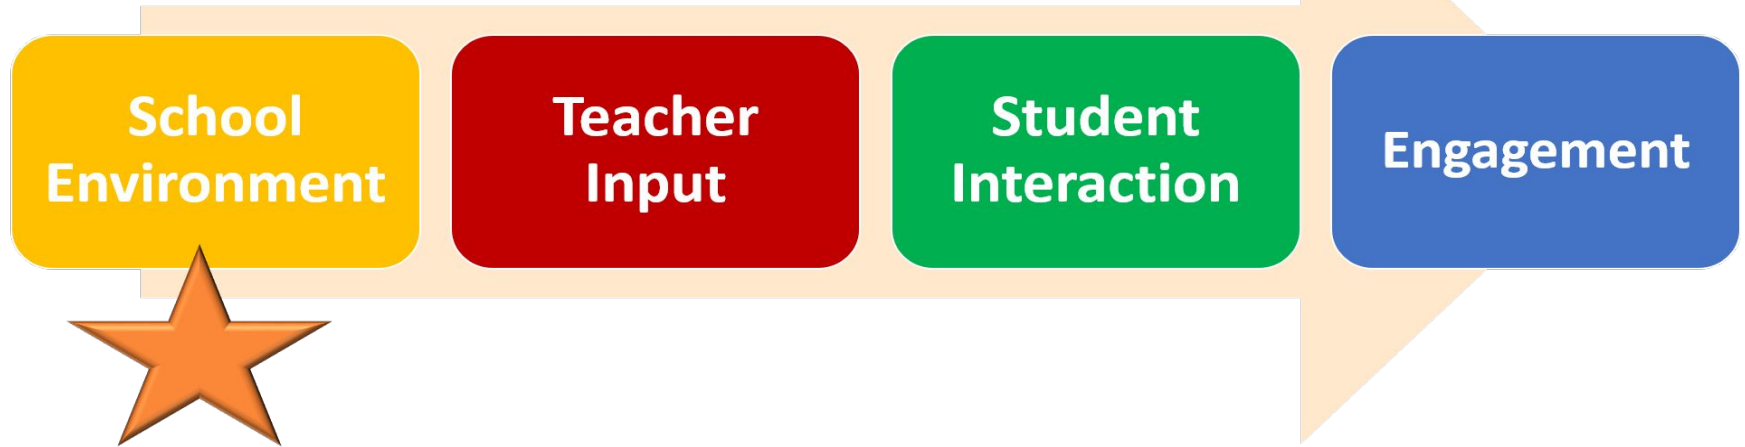 School
Environment
Teacher
Input
Student
Interaction
Engagement